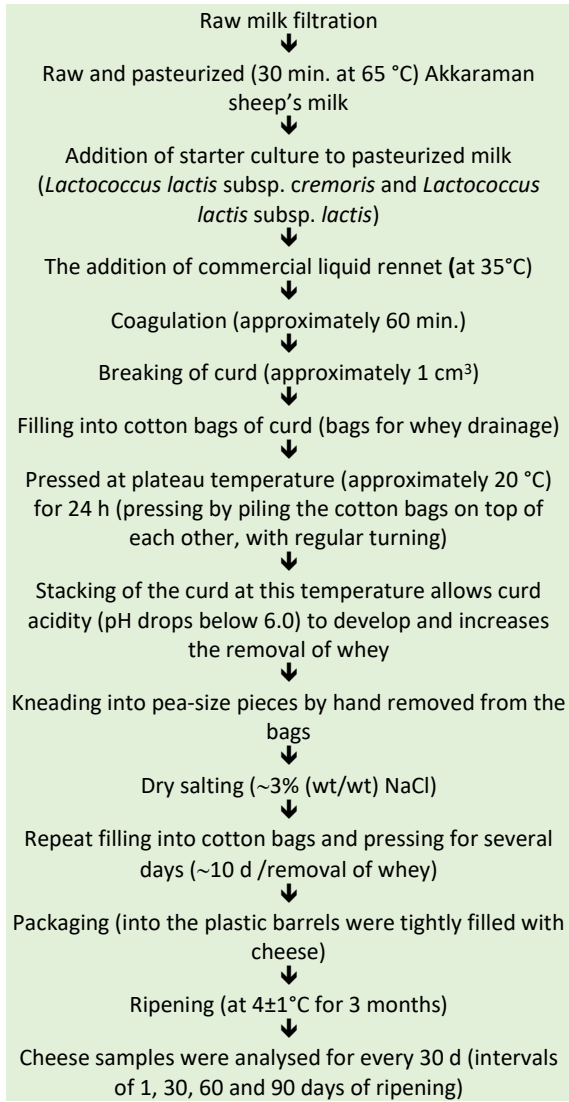 Raw milk filtration
Raw and pasteurized (30 min. at 65 °C) Akkaraman
sheep's milk
Addition of starter culture to pasteurized milk
(Lactococcus lactis subsp. cremoris and Lactococcus
lactis subsp. lactis)
The addition of commercial liquid rennet (at 35°C)
Coagulation (approximately 60 min.)
Breaking of curd (approximately 1 cm³)
Filling into cotton bags of curd (bags for whey drainage)
Pressed at plateau temperature (approximately 20 °C)
for 24 h (pressing by piling the cotton bags on top of
each other, with regular turning)
Stacking of the curd at this temperature allows curd
acidity (pH drops below 6.0) to develop and increases
the removal of whey
Kneading into pea-size pieces by hand removed from the
bags
Dry salting (~3% (wt/wt) NaCl)
Repeat filling into cotton bags and pressing for several
days (~10 d /removal of whey)
Packaging (into the plastic barrels were tightly filled with
cheese)
Ripening (at 4±1°C for 3 months)
Cheese samples were analysed for every 30 d (intervals
of 1, 30, 60 and 90 days of ripening)